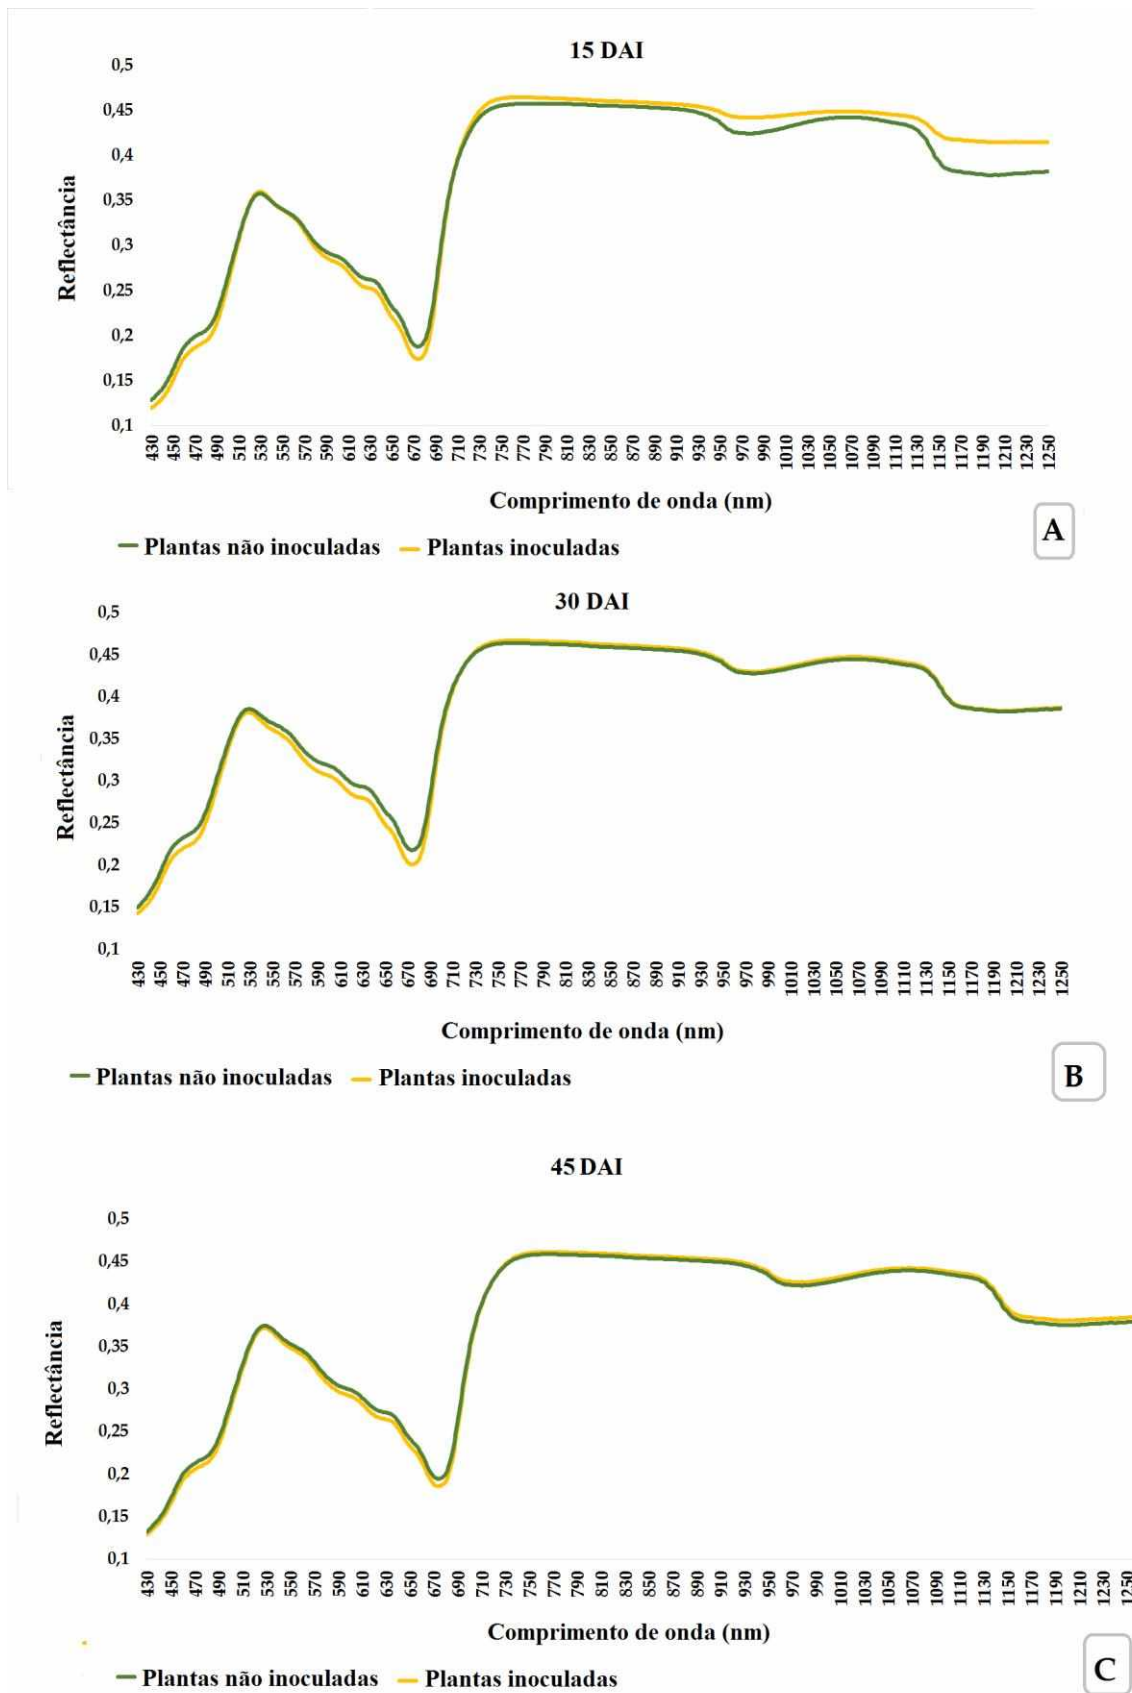 15 DAI
0,5
0,45
0,4
0,35
0,3
0,25
0,2
0,15
0,1
Reflectância
430 450 470 490 510 530 550 570 590 610 630 650 670 690 710 730 750 770 790 810 830 850 870 890 910 930 950 970 990 1010 1030 1050 1070 1090 1110 1130 1150 1170 1190 1210 1230 1250
Comprimento de onda (nm)
Plantas não inoculadas Plantas inoculadas
A
30 DAI
0,5
0,45
0,4
0,35
0,3
0,25
0,2
0,15
0,1
Reflectância
430 450 470 490 510 530 550 570 590 610 630 650 670 690 710 730 750 770 790 810 830 850 870 890 910 930 950 970 990 1010 1030 1050 1070 1090 1110 1130 1150 1170 1190 1210 1230 1250
Comprimento de onda (nm)
Plantas não inoculadas Plantas inoculadas
B
45 DAI
0,5
0,45
0,4
0,35
0,3
0,25
0,2
0,15
0,1
Reflectância
430 450 470 490 510 530 550 570 590 610 630 650 670 690 710 730 750 770 790 810 830 850 870 890 910 930 950 970 990 1010 1030 1050 1070 1090 1110 1130 1150 1170 1190 1210 1230 1250
Comprimento de onda (nm)
Plantas não inoculadas Plantas inoculadas
C